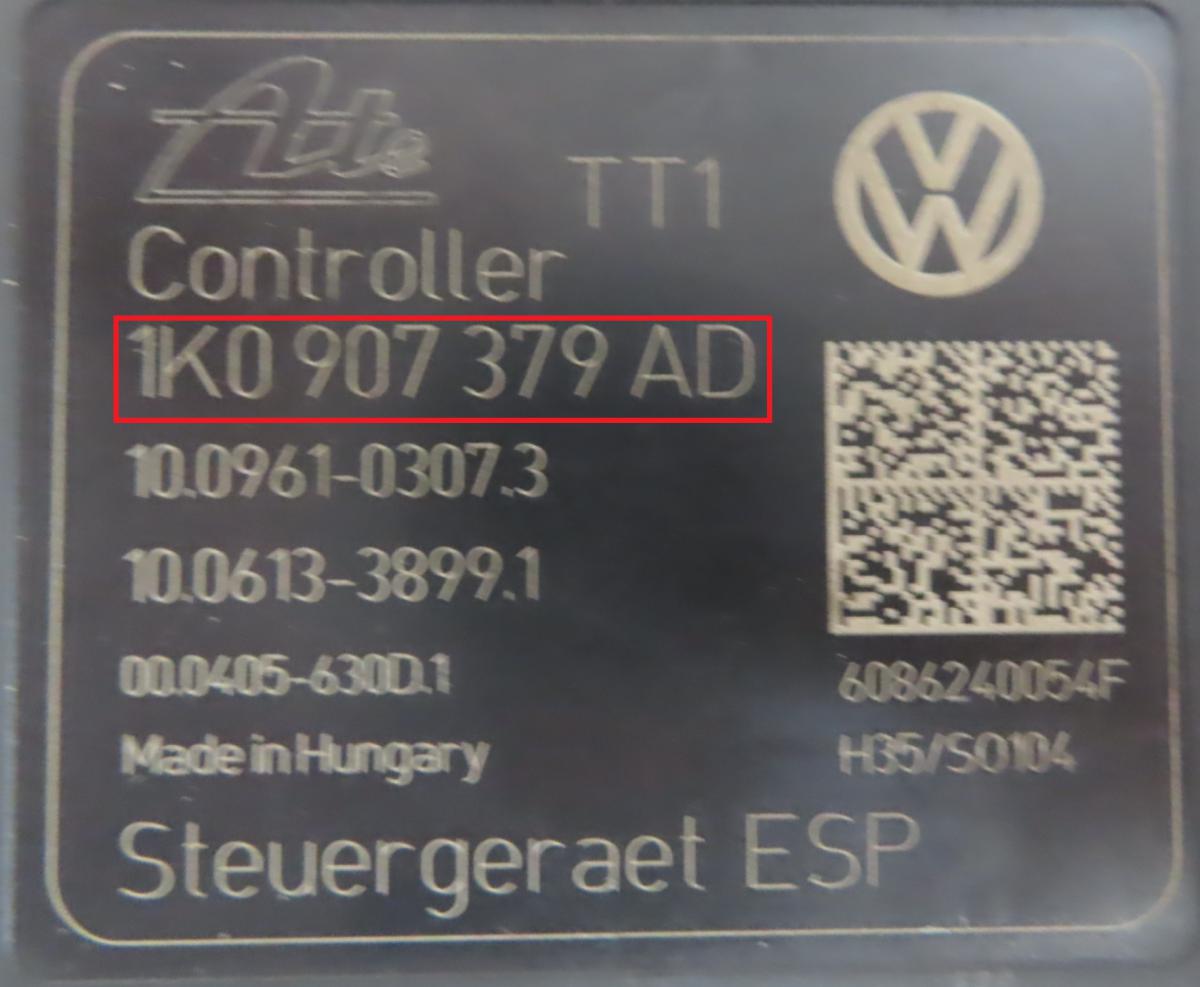 Ate
TT1
Controller
1K0 907 379 AD
10.0961-0307.3
10.0613-3899.1
00.0405-630D.1
6086240054F
Made in Hungary
H35/SO104
Steuergeraet ESP